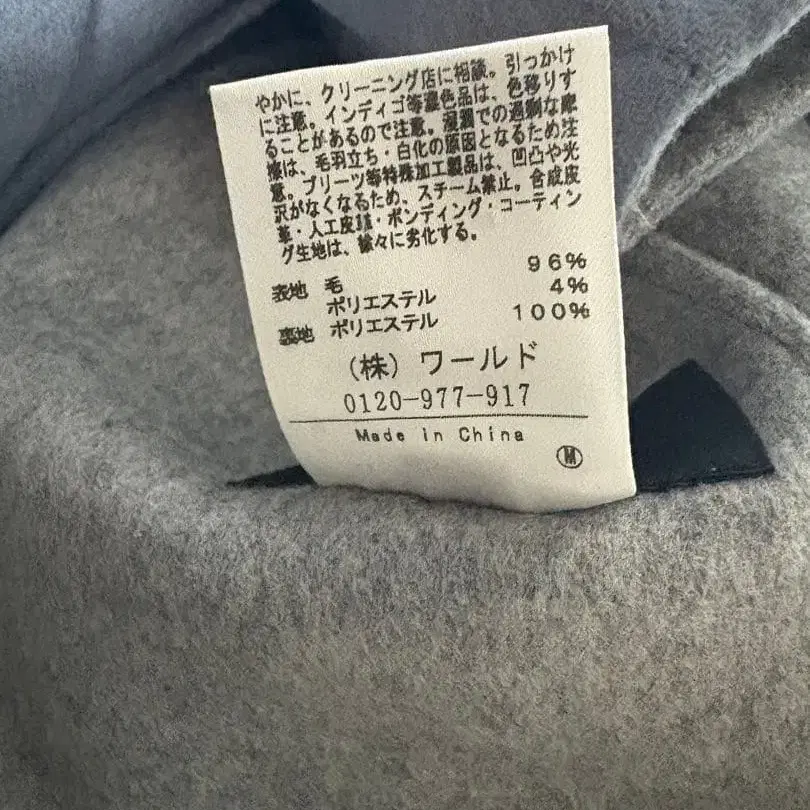 やかに、クリーニング店に相談。引っかけ
に注意。インディゴ等濃色品は、色移りす
ることがあるので注意。湿潤での過剰な摩
擦は、毛羽立ち・白化の原因となるため注
意。プリーツ等特殊加工製品は、凹凸や光
沢がなくなるため、スチーム禁止。合成皮
革・人工皮革・ボンディング・コーティン
グ生地は、徐々に劣化する。
表地 毛 96%
ポリエステル 4%
裏地 ポリエステル 100%
(株) ワールド
0120-977-917
Made in China
M